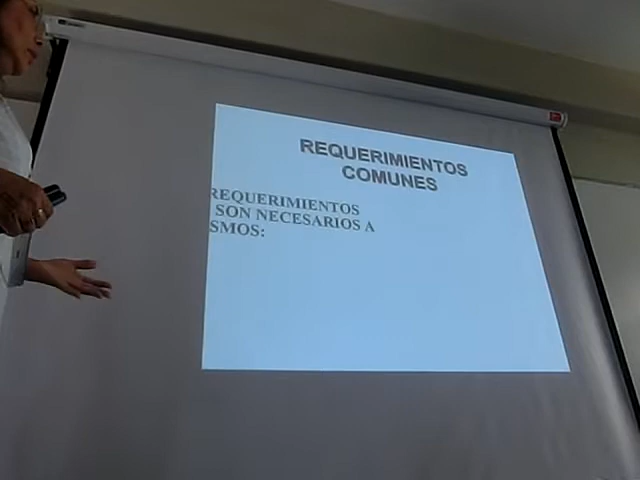 REQUERIMIENTOS
COMUNES
REQUERIMIENTOS
SON NECESARIOS A
SMOS: